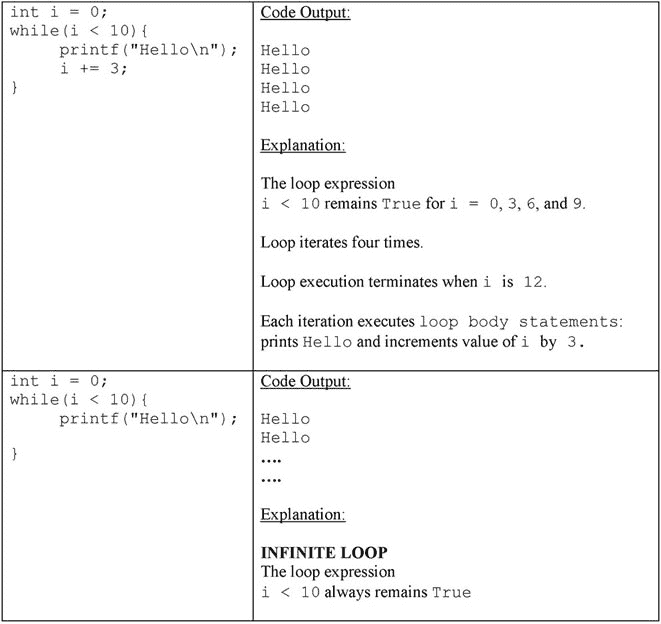 int i = 0;
while(i < 10){
printf("Hello\n");
i += 3;
}
Code Output:
Hello
Hello
Hello
Hello
Explanation:
The loop expression
i < 10 remains True for i = 0, 3, 6, and 9.
Loop iterates four times.
Loop execution terminates when i is 12.
Each iteration executes loop body statements:
prints Hello and increments value of i by 3.
int i = 0;
while(i < 10){
printf("Hello\n");
}
Code Output:
Hello
Hello
....
....
Explanation:
INFINITE LOOP
The loop expression
i < 10 always remains True